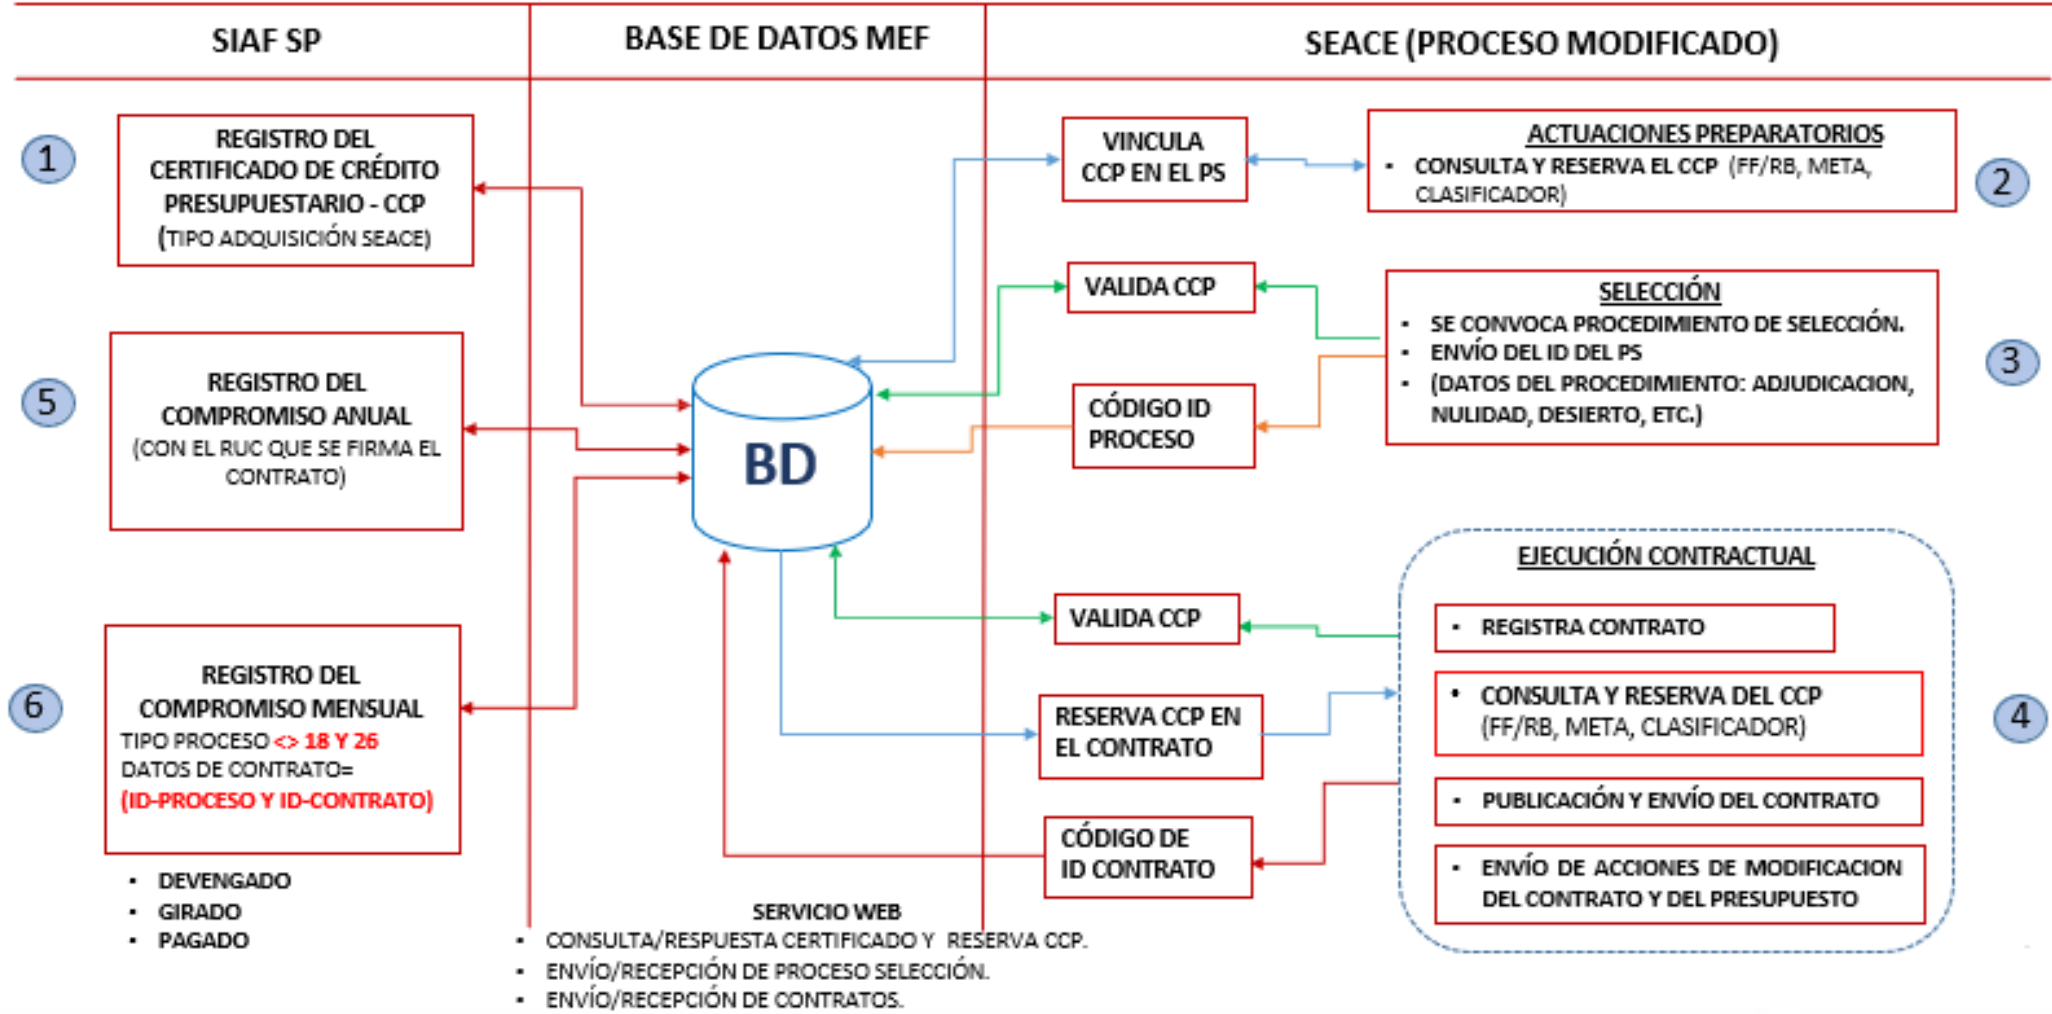 SIAF SP
BASE DE DATOS MEF
SEACE (PROCESO MODIFICADO)
1
REGISTRO DEL
CERTIFICADO DE CRÉDITO
PRESUPUESTARIO - CCP
(TIPO ADQUISICIÓN SEACE)
5
REGISTRO DEL
COMPROMISO ANUAL
(CON EL RUC QUE SE FIRMA EL
CONTRATO)
6
REGISTRO DEL
COMPROMISO MENSUAL
TIPO PROCESO <> 18 Y 26
DATOS DE CONTRATO=
(ID-PROCESO Y ID-CONTRATO)
▪ DEVENGADO
▪ GIRADO
▪ PAGADO
BD
SERVICIO WEB
▪ CONSULTA/RESPUESTA CERTIFICADO Y RESERVA CCP.
▪ ENVÍO/RECEPCIÓN DE PROCESO SELECCIÓN.
▪ ENVÍO/RECEPCIÓN DE CONTRATOS.
VINCULA
CCP EN EL PS
ACTUACIONES PREPARATORIOS
▪ CONSULTA Y RESERVA EL CCP (FF/RB, META,
CLASIFICADOR)
2
VALIDA CCP
CÓDIGO ID
PROCESO
SELECCIÓN
▪ SE CONVOCA PROCEDIMIENTO DE SELECCIÓN.
▪ ENVÍO DEL ID DEL PS
▪ (DATOS DEL PROCEDIMIENTO: ADJUDICACION,
NULIDAD, DESIERTO, ETC.)
3
VALIDA CCP
RESERVA CCP EN
EL CONTRATO
CÓDIGO DE
ID CONTRATO
EJECUCIÓN CONTRACTUAL
▪ REGISTRA CONTRATO
• CONSULTA Y RESERVA DEL CCP
(FF/RB, META, CLASIFICADOR)
▪ PUBLICACIÓN Y ENVÍO DEL CONTRATO
▪ ENVÍO DE ACCIONES DE MODIFICACION
DEL CONTRATO Y DEL PRESUPUESTO
4